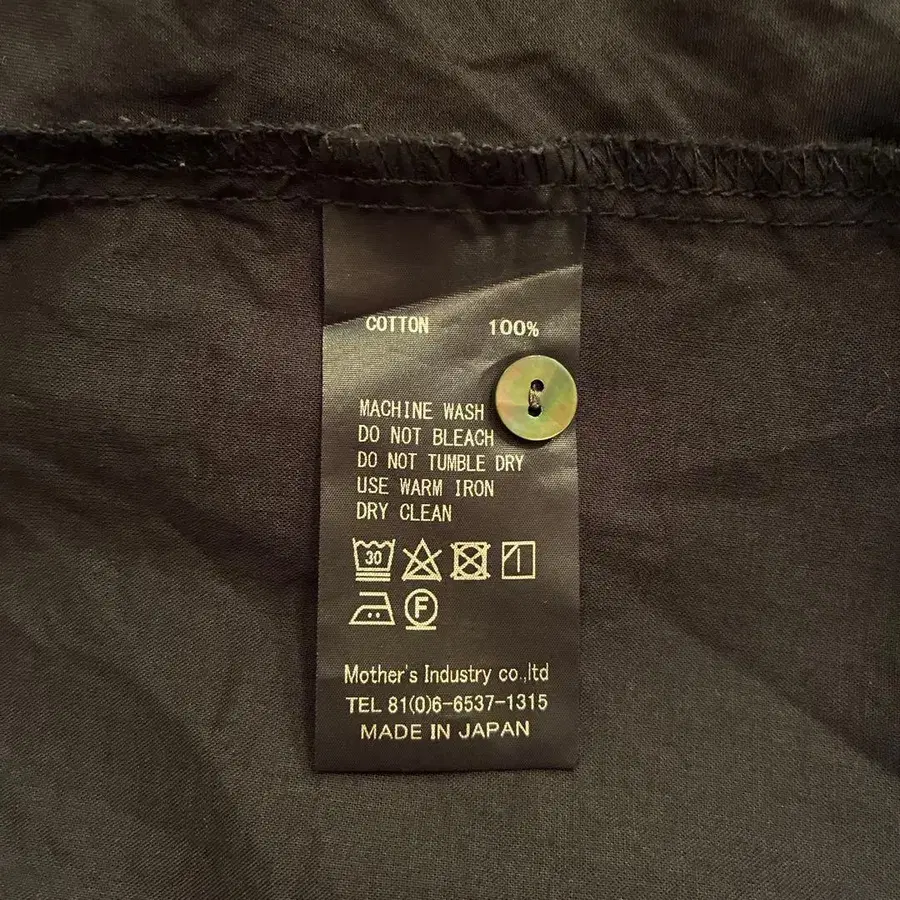 COTTON 100%
MACHINE WASH
DO NOT BLEACH
DO NOT TUMBLE DRY
USE WARM IRON
DRY CLEAN
30
F
Mother's Industry co.,ltd
TEL 81(0)6-6537-1315
MADE IN JAPAN